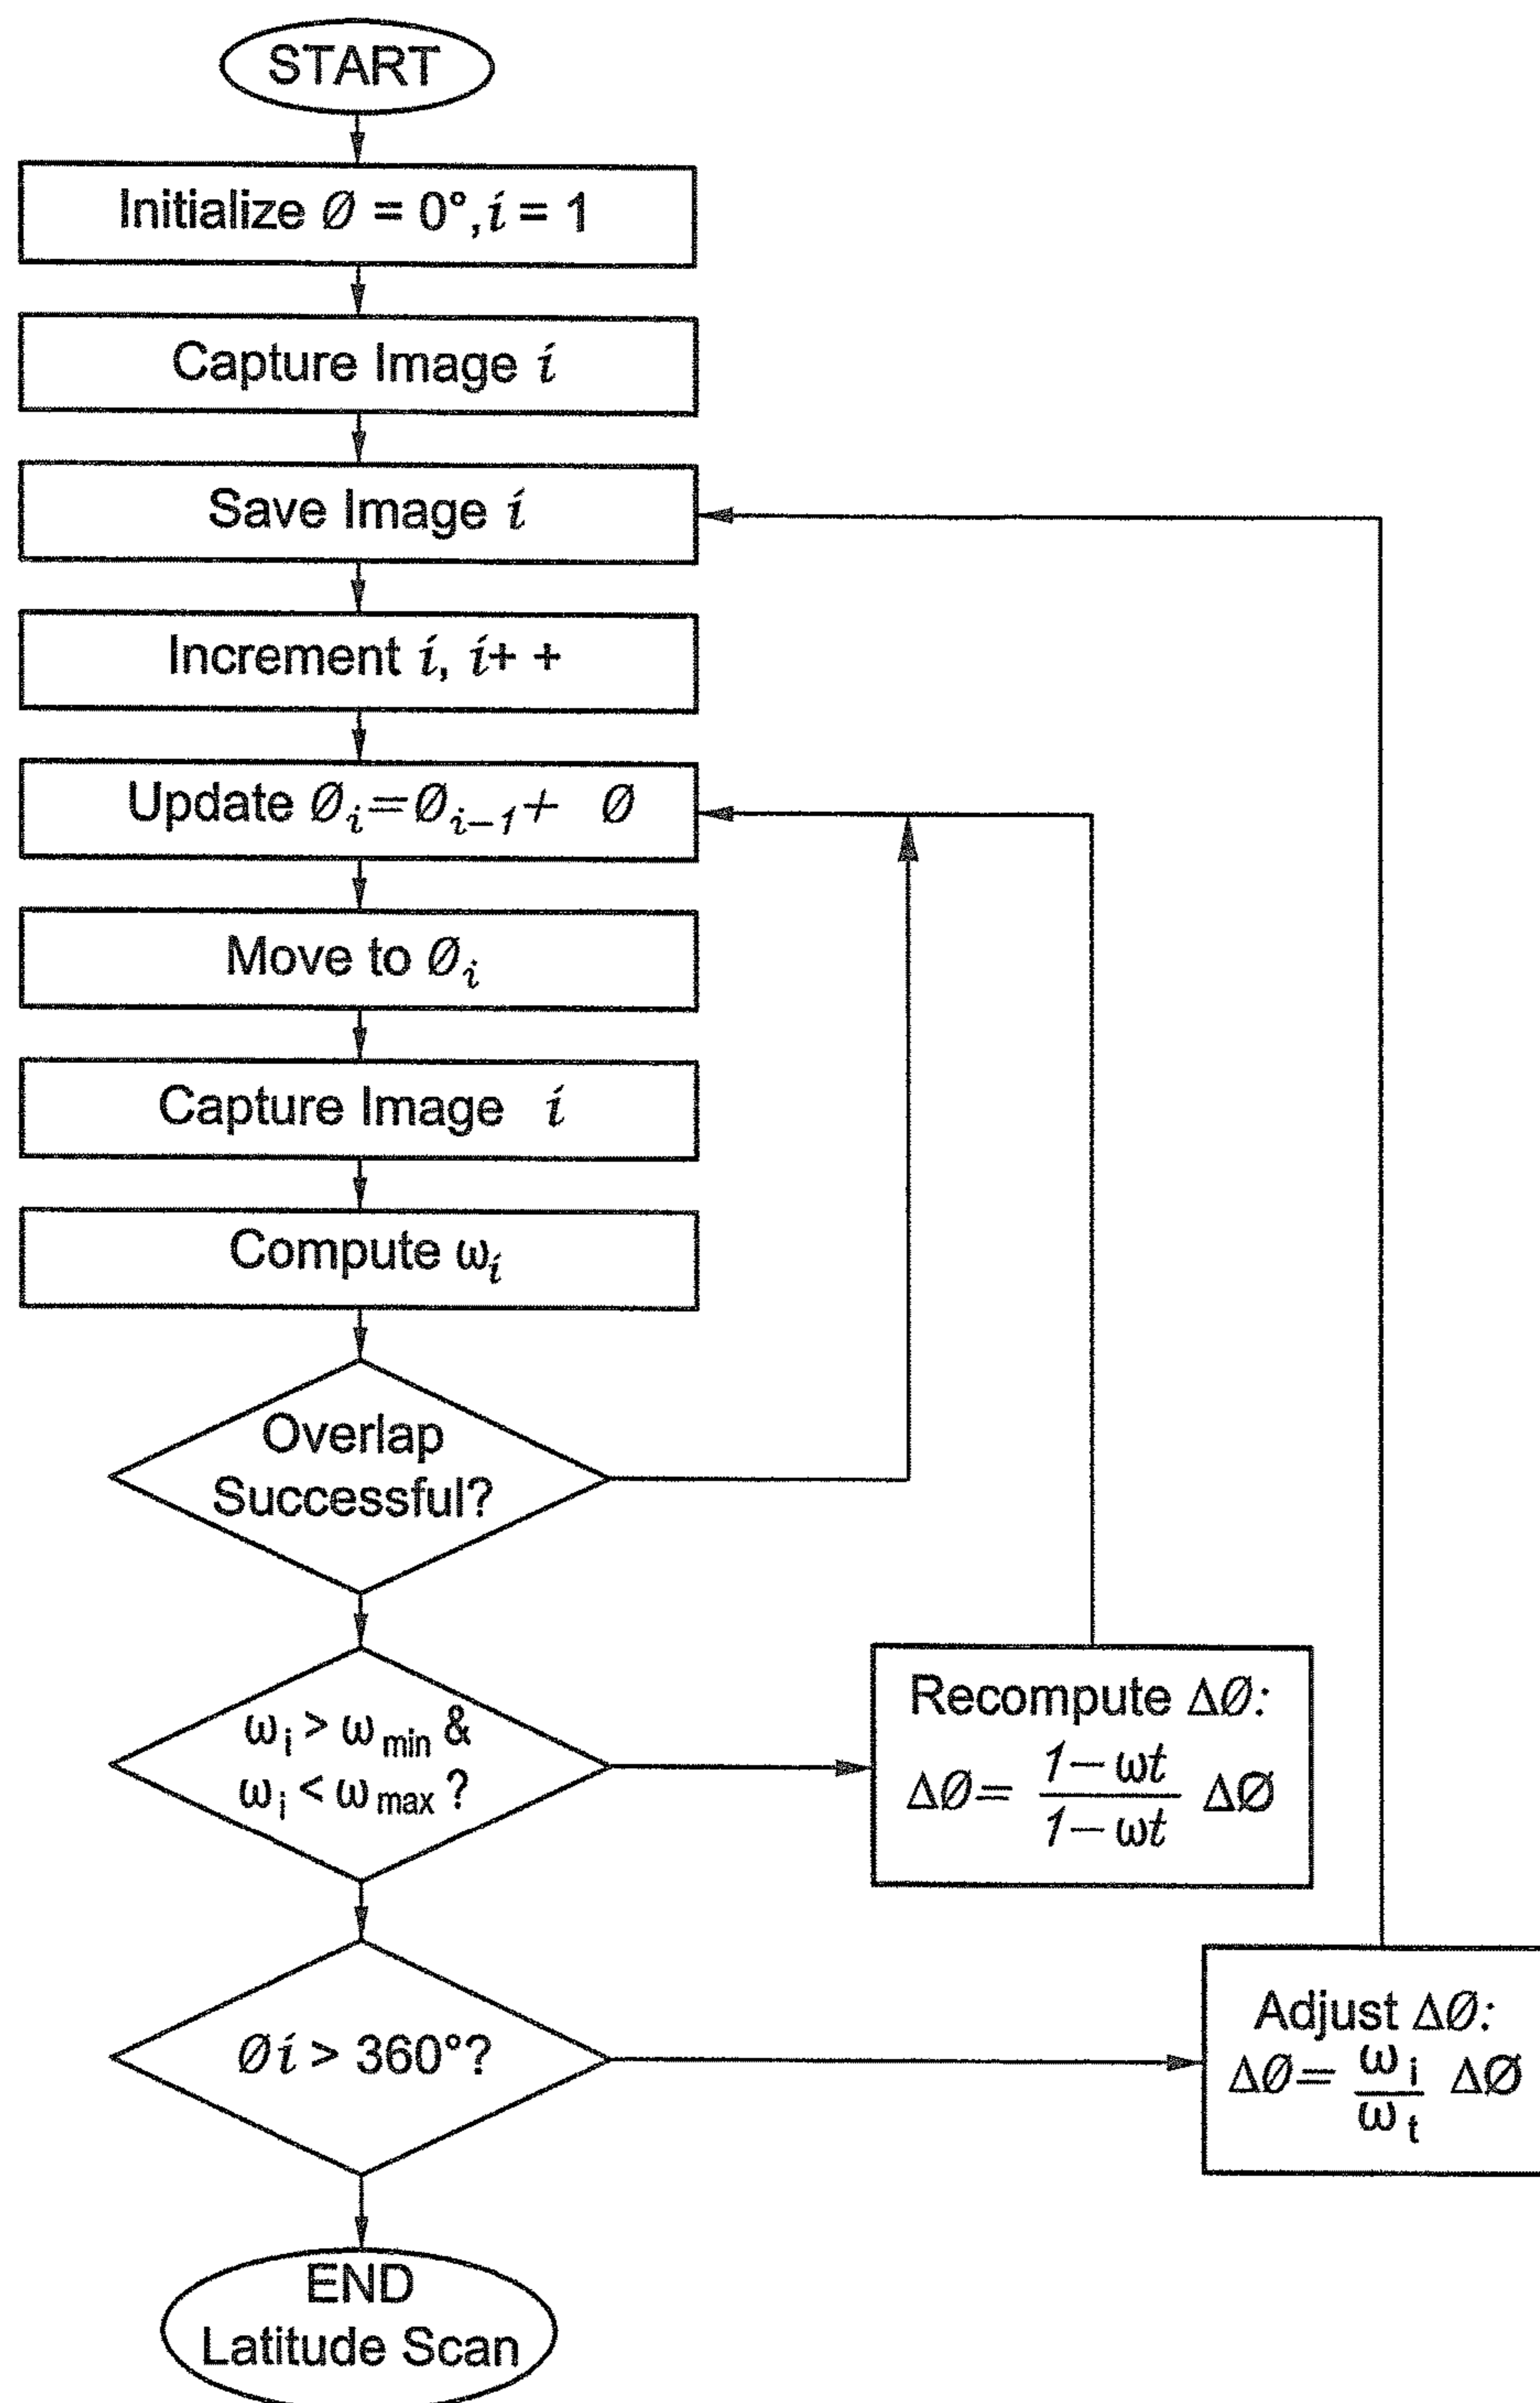 START
Initialize Ø = 0°, i = 1
Capture Image i
Save Image i
Increment i, i+ +
Update Øi=Øi-1+ Ø
Move to Øi
Capture Image i
Compute ωi
Overlap
Successful?
ωi > ωmin &
ωi < ωmax ?
Recompute ΔØ:
ΔØ= 1-ωt/1-ωt ΔØ
Øi > 360°?
Adjust ΔØ:
ΔØ= ωi/ωt ΔØ
END
Latitude Scan